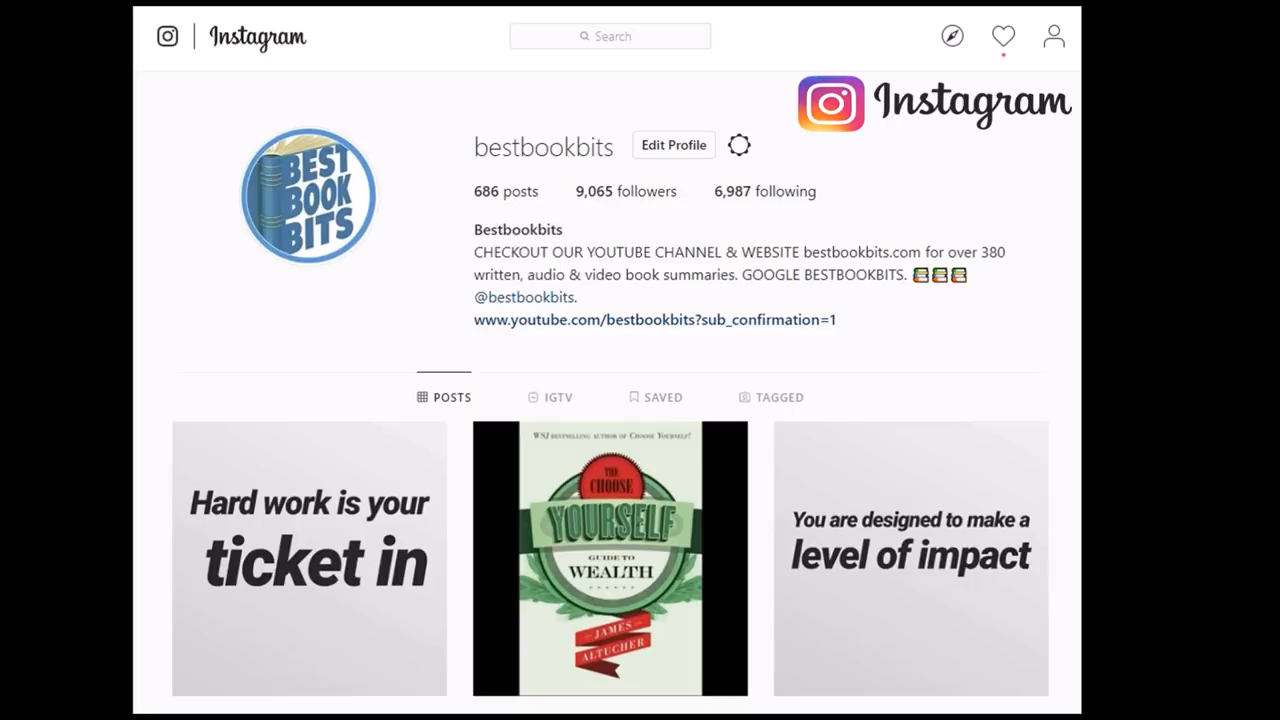 Instagram
Search
Instagram
BEST
BOOK
BITS
bestbookbits
Edit Profile
686 posts
9,065 followers
6,987 following
Bestbookbits
CHECKOUT OUR YOUTUBE CHANNEL & WEBSITE bestbookbits.com for over 380
written, audio & video book summaries. GOOGLE BESTBOOKBITS. 📚📚📚
@bestbookbits.
www.youtube.com/bestbookbits?sub_confirmation=1
POSTS
IGTV
SAVED
TAGGED
Hard work is your
ticket in
WSJ BESTSELLING AUTHOR OF CHOOSE YOURSELF!
THE
CHOOSE
YOURSELF
GUIDE TO
WEALTH
JAMES
ALTUCHER
You are designed to make a
level of impact